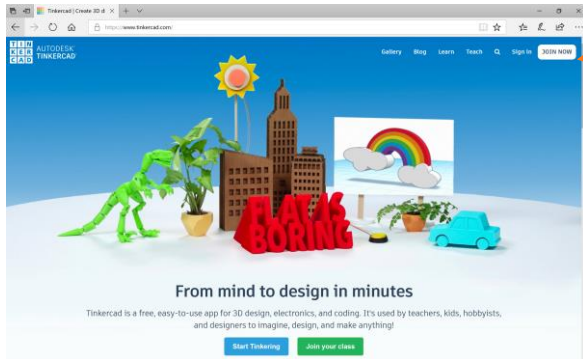 Tinkercad | Create 3D d
https://www.tinkercad.com
TIN
KER
CAD
AUTODESK
TINKERCAD
Gallery Blog Learn Teach Sign In JOIN NOW
FLAT IS
BORING
From mind to design in minutes
Tinkercad is a free, easy-to-use app for 3D design, electronics, and coding. It's used by teachers, kids, hobbyists,
and designers to imagine, design, and make anything!
Start Tinkering Join your class